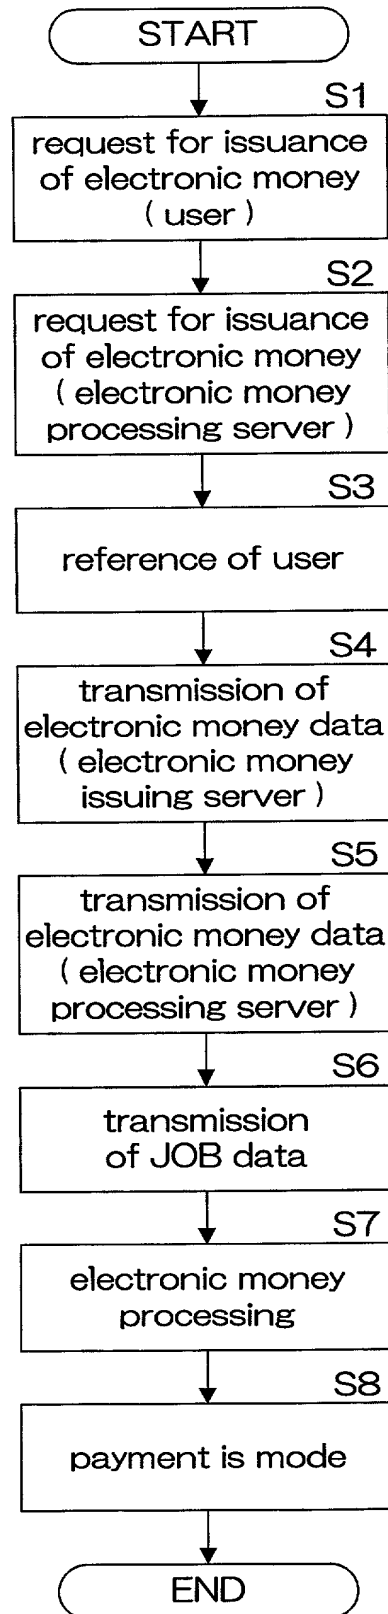 START
S1
request for issuance
of electronic money
( user )
S2
request for issuance
of electronic money
( electronic money
processing server )
S3
reference of user
S4
transmission of
electronic money data
( electronic money
issuing server )
S5
transmission of
electronic money data
( electronic money
processing server )
S6
transmission
of JOB data
S7
electronic money
processing
S8
payment is mode
END